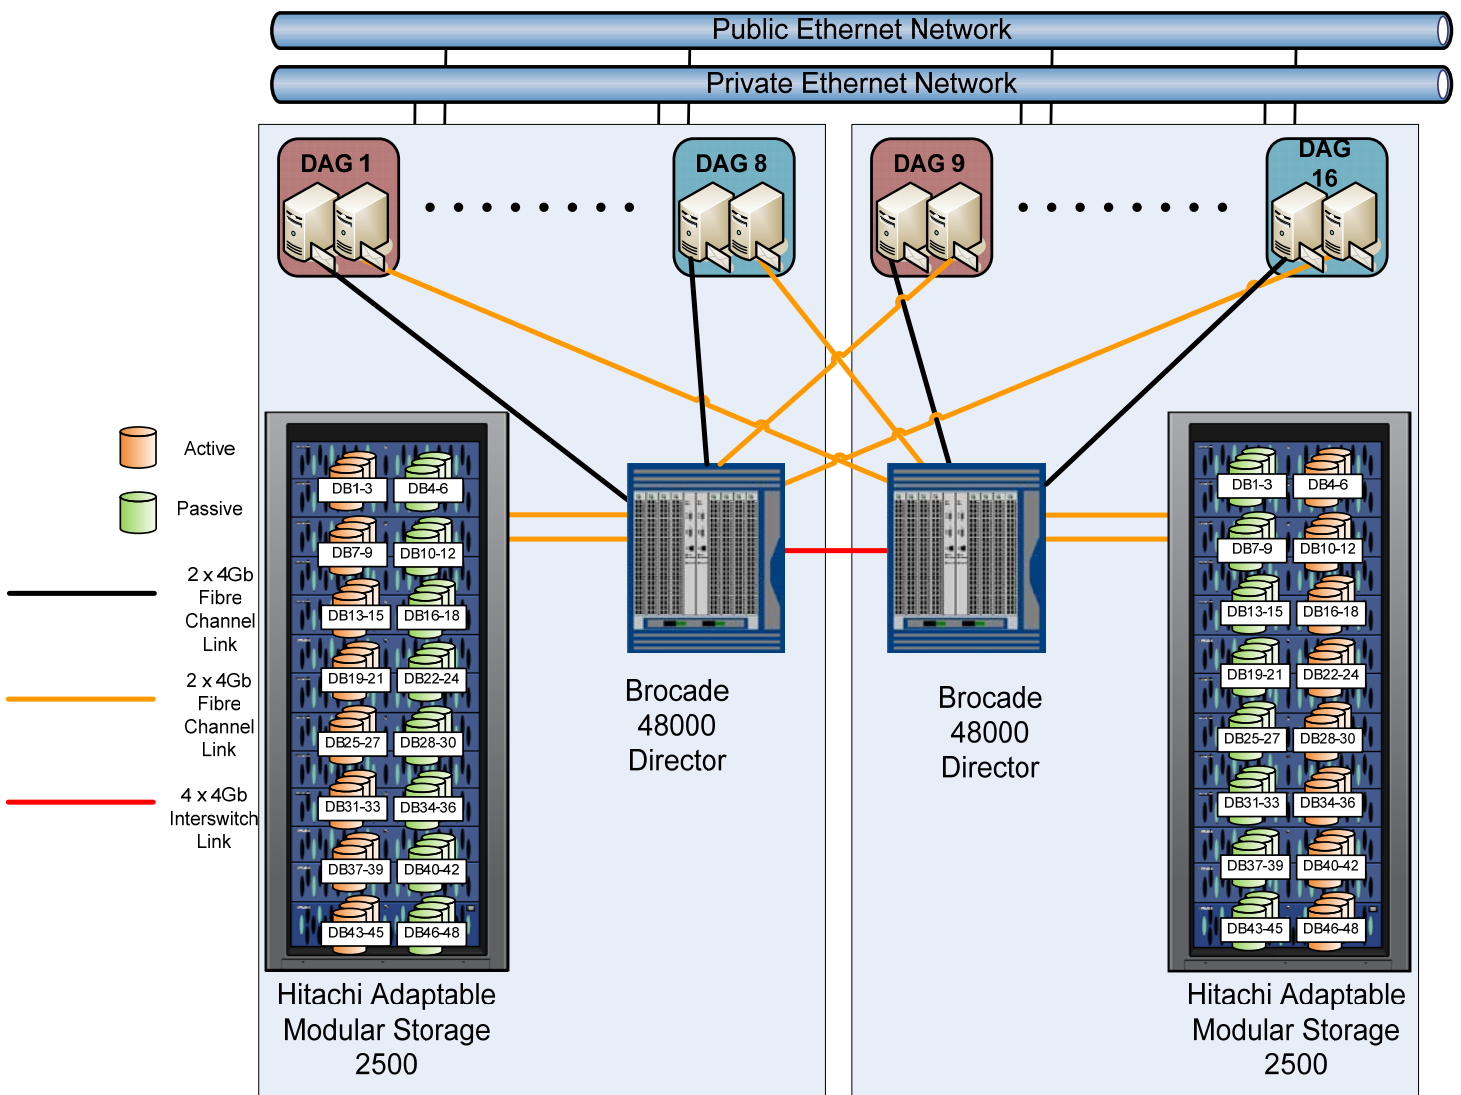 Public Ethernet Network
Private Ethernet Network
DAG 1
DAG 8
DAG 9
DAG
16
Active
Passive
2 x 4Gb
Fibre
Channel
Link
2 x 4Gb
Fibre
Channel
Link
4 x 4Gb
Interswitch
Link
DB1-3
DB4-6
DB7-9
DB10-12
DB13-15
DB16-18
DB19-21
DB22-24
DB25-27
DB28-30
DB31-33
DB34-36
DB37-39
DB40-42
DB43-45
DB46-48
Hitachi Adaptable
Modular Storage
2500
Brocade
48000
Director
Brocade
48000
Director
DB1-3
DB4-6
DB7-9
DB10-12
DB13-15
DB16-18
DB19-21
DB22-24
DB25-27
DB28-30
DB31-33
DB34-36
DB37-39
DB40-42
DB43-45
DB46-48
Hitachi Adaptable
Modular Storage
2500